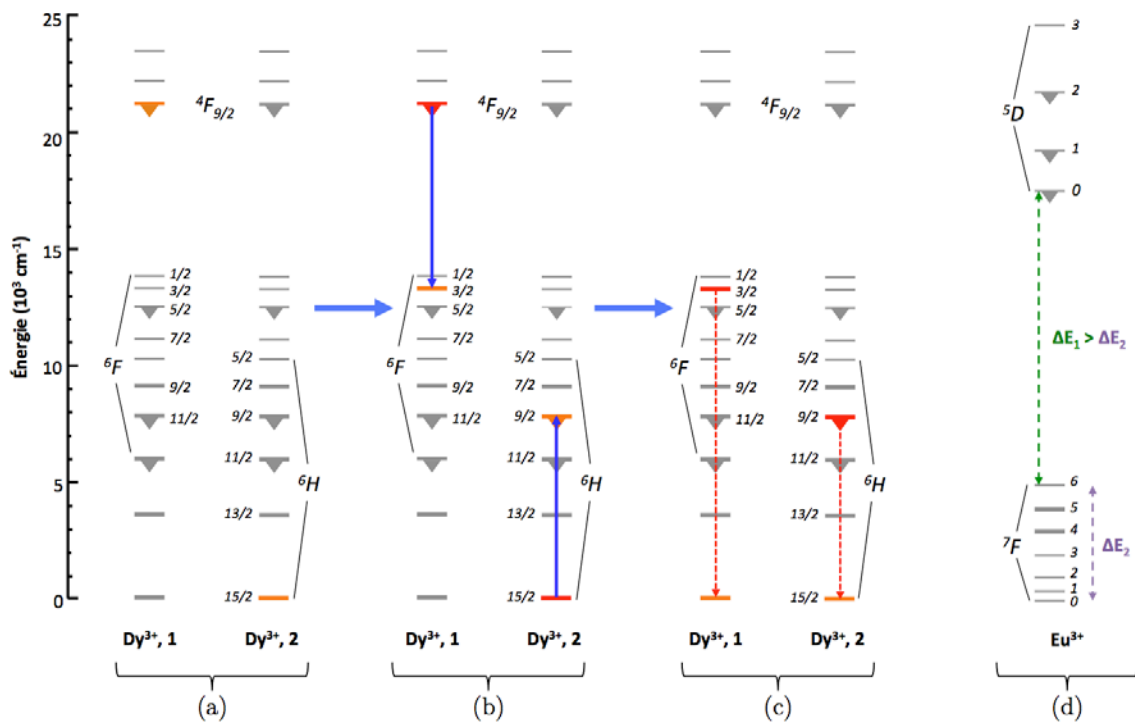 25
20
15
10
5
0
Énergie (10³ cm⁻¹)
⁴F₉/₂
1/2
3/2
5/2
7/2
9/2
11/2
⁶F
5/2
7/2
9/2
11/2
13/2
15/2
⁶H
Dy³⁺, 1
Dy³⁺, 2
(a)
⁴F₉/₂
1/2
3/2
5/2
7/2
9/2
11/2
⁶F
5/2
7/2
9/2
11/2
13/2
15/2
⁶H
Dy³⁺, 1
Dy³⁺, 2
(b)
⁴F₉/₂
1/2
3/2
5/2
7/2
9/2
11/2
⁶F
5/2
7/2
9/2
11/2
13/2
15/2
⁶H
Dy³⁺, 1
Dy³⁺, 2
(c)
3
2
1
0
⁵D
ΔE₁ > ΔE₂
6
5
4
3
2
1
0
⁷F
ΔE₂
Eu³⁺
(d)